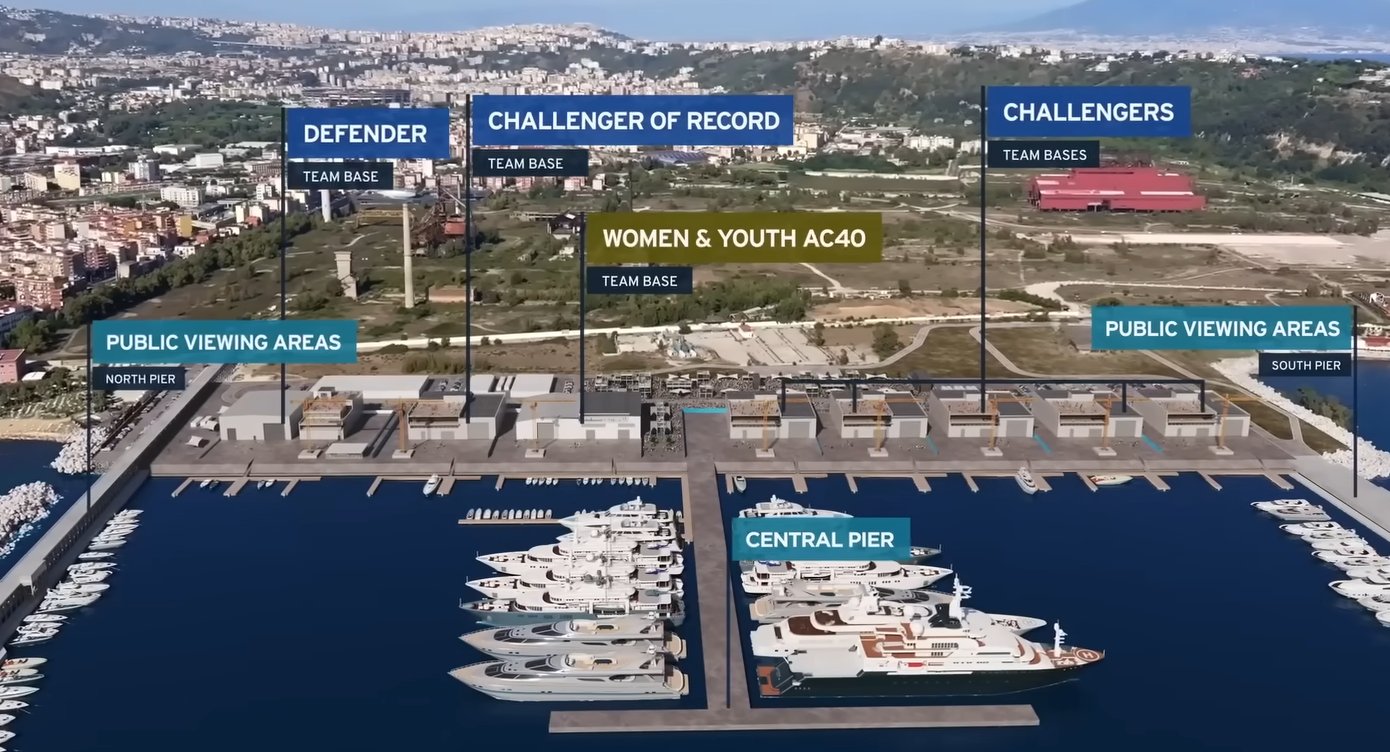 DEFENDER
TEAM BASE
CHALLENGER OF RECORD
TEAM BASE
CHALLENGERS
TEAM BASES
WOMEN & YOUTH AC40
TEAM BASE
PUBLIC VIEWING AREAS
NORTH PIER
PUBLIC VIEWING AREAS
SOUTH PIER
CENTRAL PIER